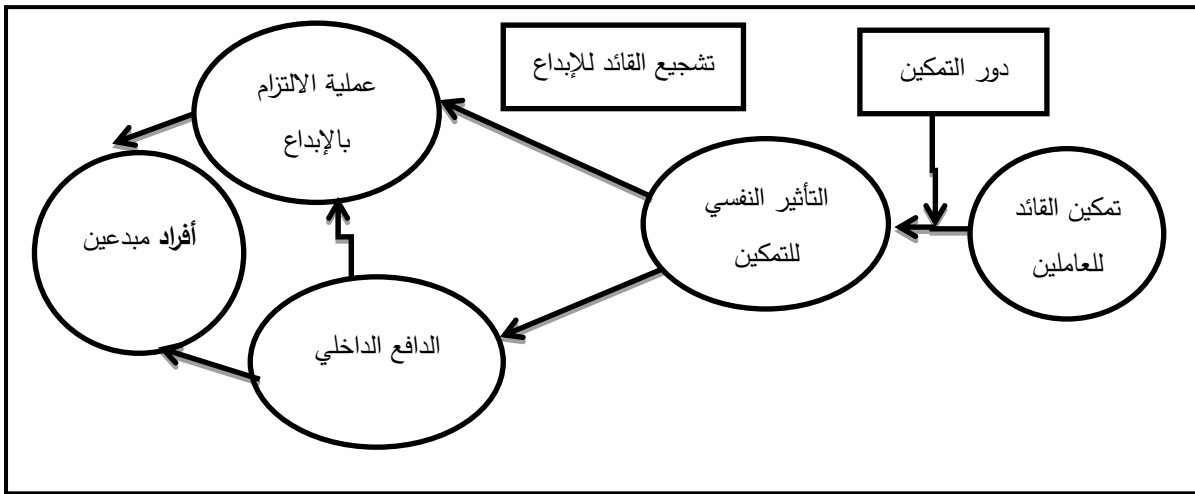 دور التمكين
تشجيع القائد للإبداع
تمكين القائد
للعاملين
التأثير النفسي
للتمكين
عملية الالتزام
بالإبداع
الدافع الداخلي
أفراد مبدعين